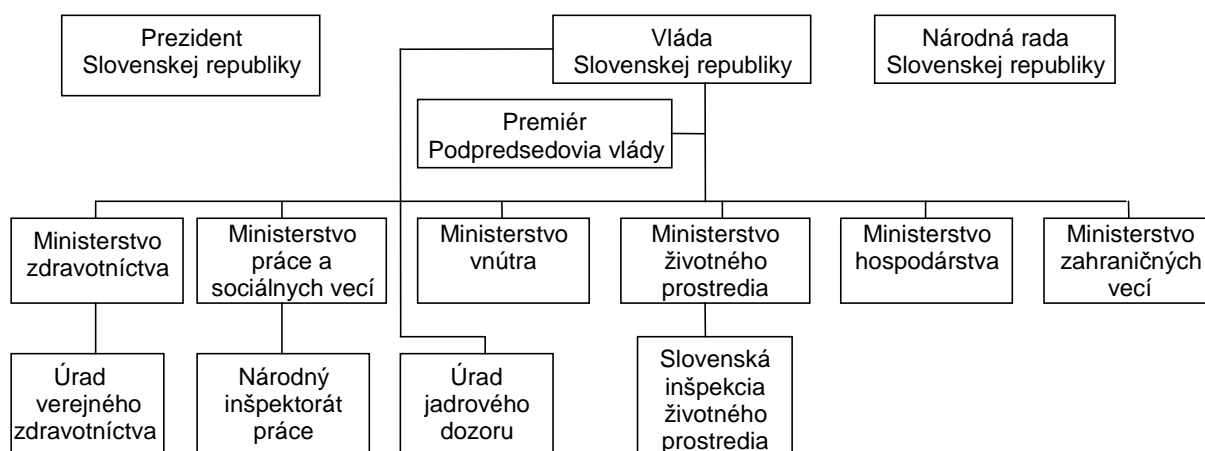 Prezident
Slovenskej republiky
Vláda
Slovenskej republiky
Národná rada
Slovenskej republiky
Premiér
Podpredsedovia vlády
Ministerstvo
zdravotníctva
Ministerstvo
práce a
sociálnych vecí
Ministerstvo
vnútra
Ministerstvo
životného
prostredia
Ministerstvo
hospodárstva
Ministerstvo
zahraničných
vecí
Úrad
verejného
zdravotníctva
Národný
inšpektorát
práce
Úrad
jadrového
dozoru
Slovenská
inšpekcia
životného
prostredia